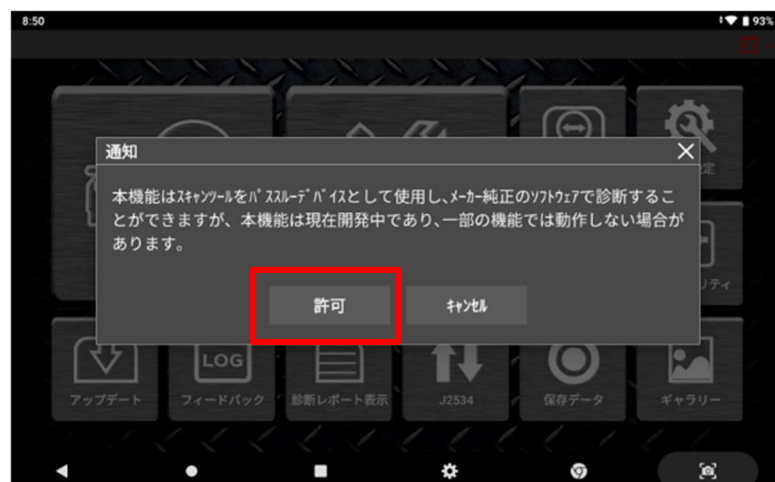 8:50
93%
通知
本機能はｽｷｬﾝﾂｰﾙをﾊﾟｽｽﾙｰﾃﾞﾊﾞｲｽとして使用し､ﾒｰｶｰ純正のｿﾌﾄｳｪｱで診断するこ
とができますが、本機能は現在開発中であり､一部の機能では動作しない場合が
あります。
許可
ｷｬﾝｾﾙ
LOG
アップデート
フィードバック
診断レポート表示
J2534
保存データ
ギャラリー